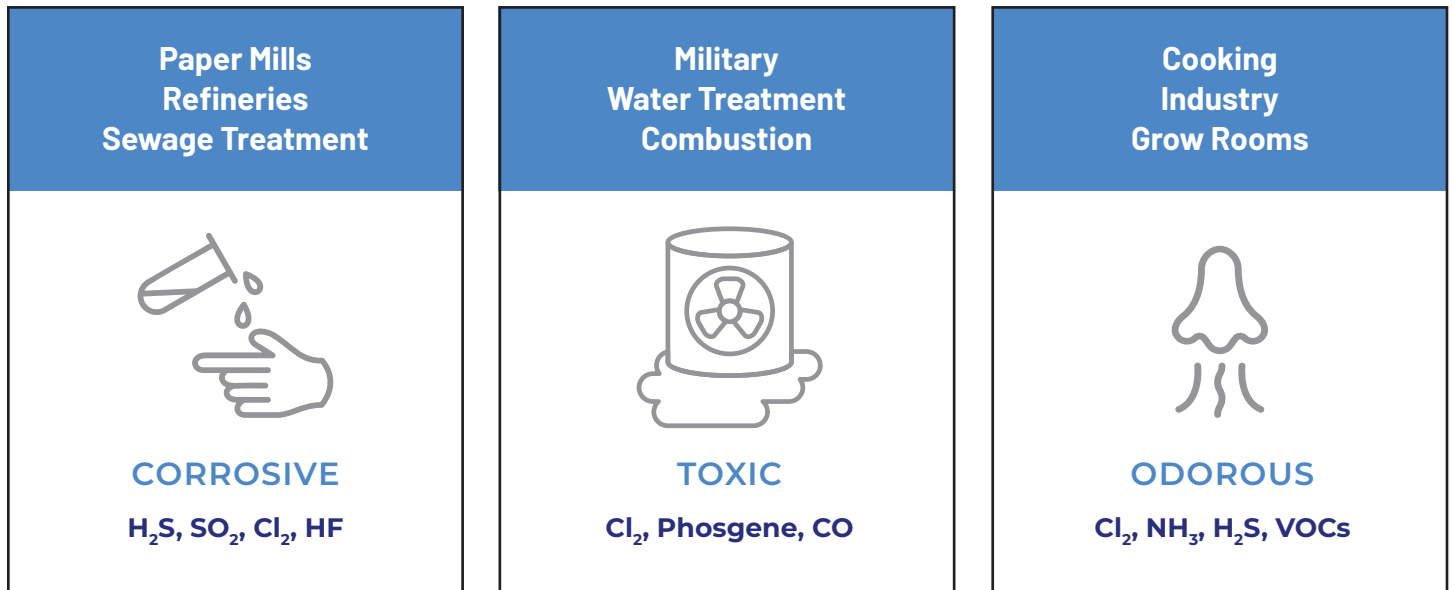 Paper Mills
Refineries
Sewage Treatment
CORROSIVE
H₂S, SO₂, Cl₂, HF
Military
Water Treatment
Combustion
TOXIC
Cl₂, Phosgene, CO
Cooking
Industry
Grow Rooms
ODOROUS
Cl₂, NH₃, H₂S, VOCs